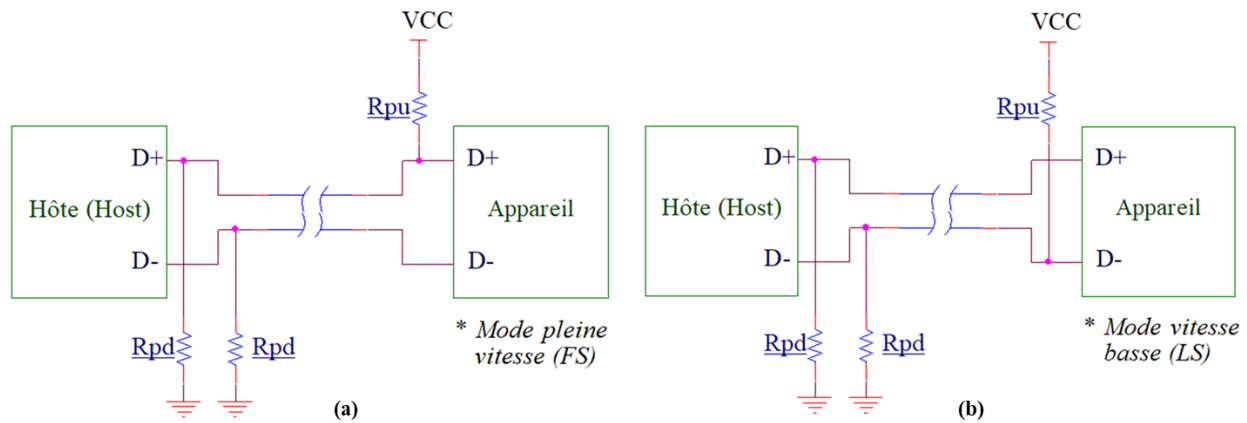 VCC
Rpu
D+
D+
Hôte (Host)
Appareil
D-
D-
Rpd
Rpd
* Mode pleine
vitesse (FS)
(a)
VCC
Rpu
D+
D+
Hôte (Host)
Appareil
D-
D-
Rpd
Rpd
* Mode vitesse
basse (LS)
(b)